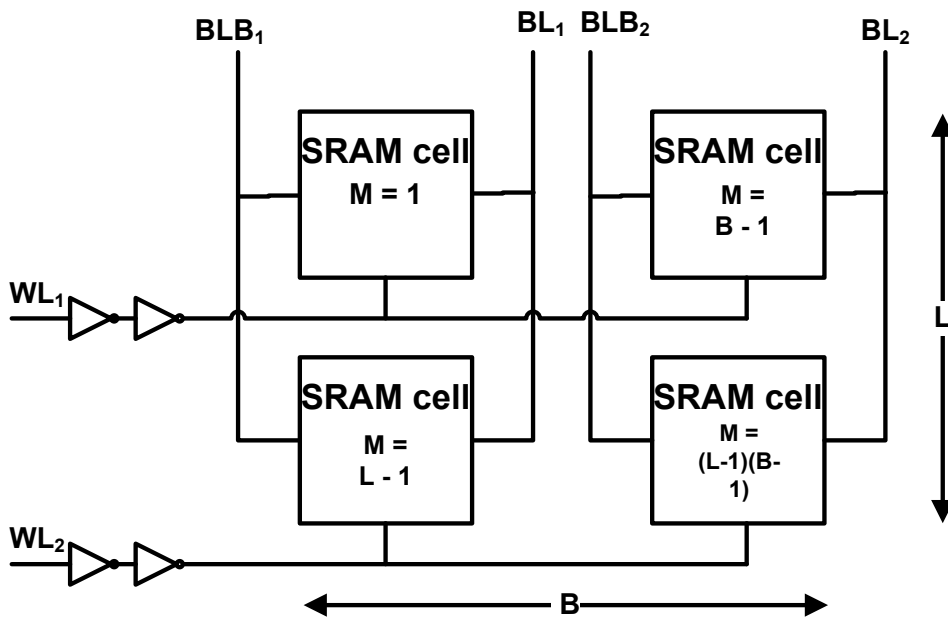 BLB₁ BL₁ BLB₂ BL₂
SRAM cell
M = 1
SRAM cell
M =
B - 1
WL₁
L
SRAM cell
M =
L - 1
SRAM cell
M =
(L-1)(B-
1)
WL₂
B